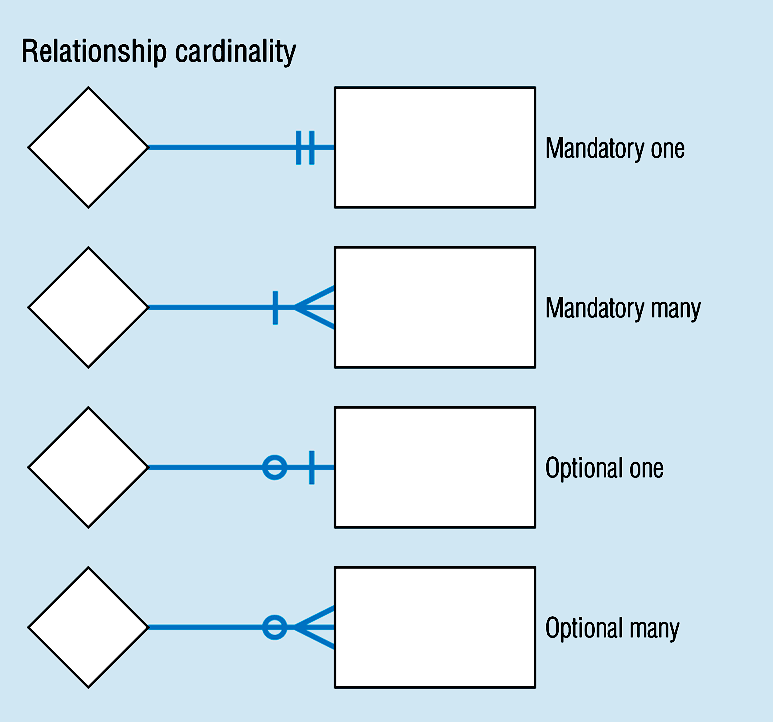 Relationship cardinality
Mandatory one
Mandatory many
Optional one
Optional many